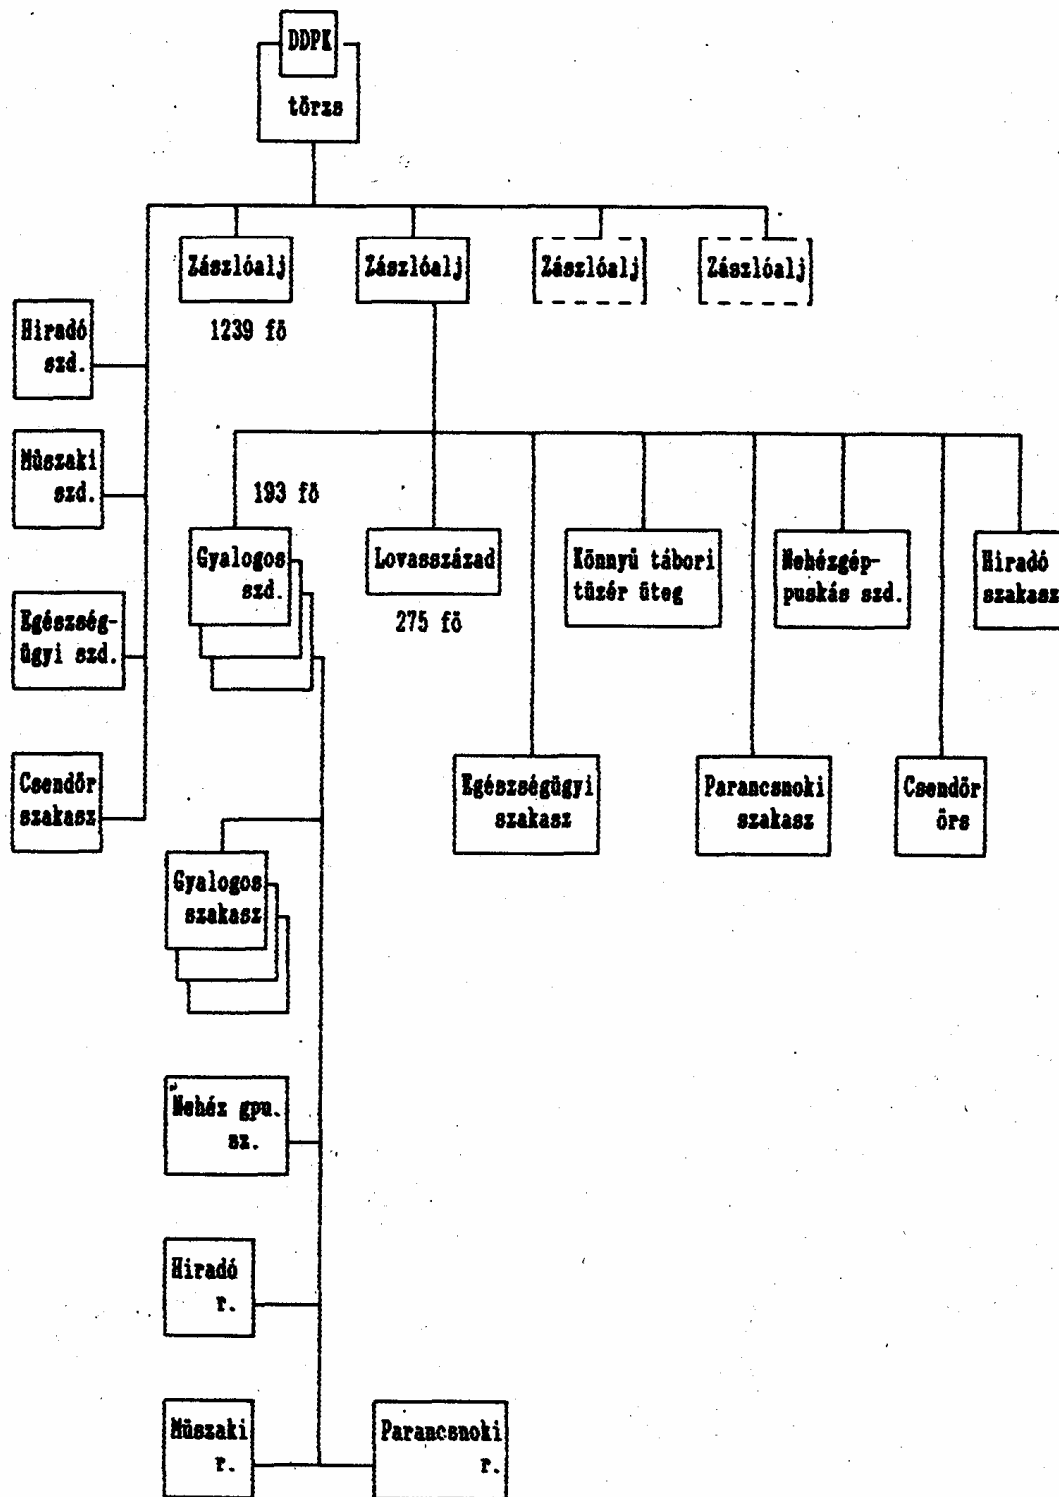 DDPK
törzs
Zászlóalj
Zászlóalj
Zászlóalj
Zászlóalj
1239 fő
Hiradó
szd.
Műszaki
szd.
Egészség-
ügyi szd.
Csendőr
szakasz
193 fő
Gyalogos
szd.
Lovasszázad
275 fő
Könnyű tábori
tüzér üteg
Nehézgép-
puskás szd.
Hiradó
szakasz
Egészségügyi
szakasz
Parancsnoki
szakasz
Csendőr
őrs
Gyalogos
szakasz
Nehéz gpu.
sz.
Hiradó
r.
Műszaki
r.
Parancsnoki
r.